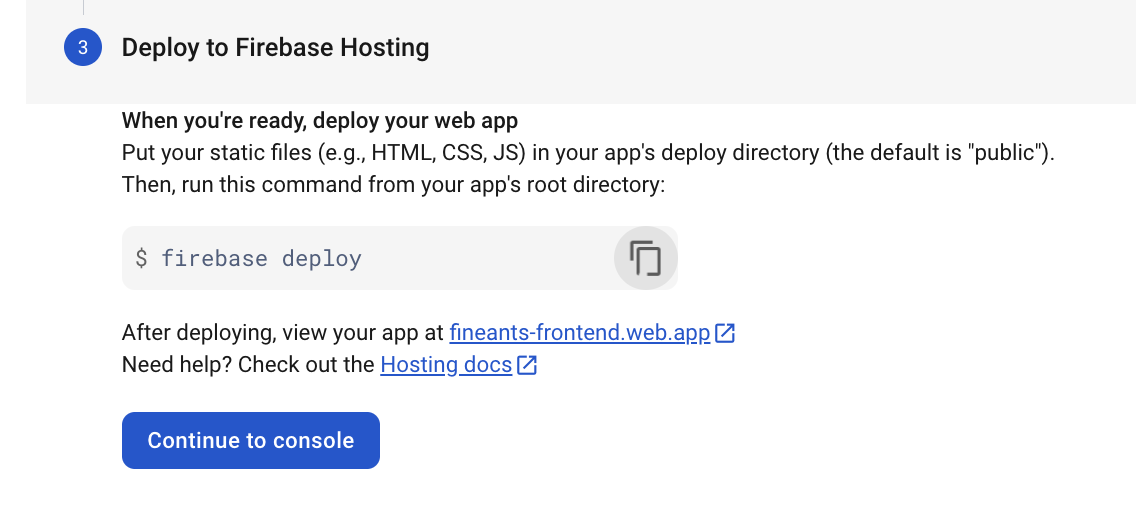 3
Deploy to Firebase Hosting
When you're ready, deploy your web app
Put your static files (e.g., HTML, CSS, JS) in your app's deploy directory (the default is "public").
Then, run this command from your app's root directory:
$ firebase deploy
After deploying, view your app at fineants-frontend.web.app
Need help? Check out the Hosting docs
Continue to console